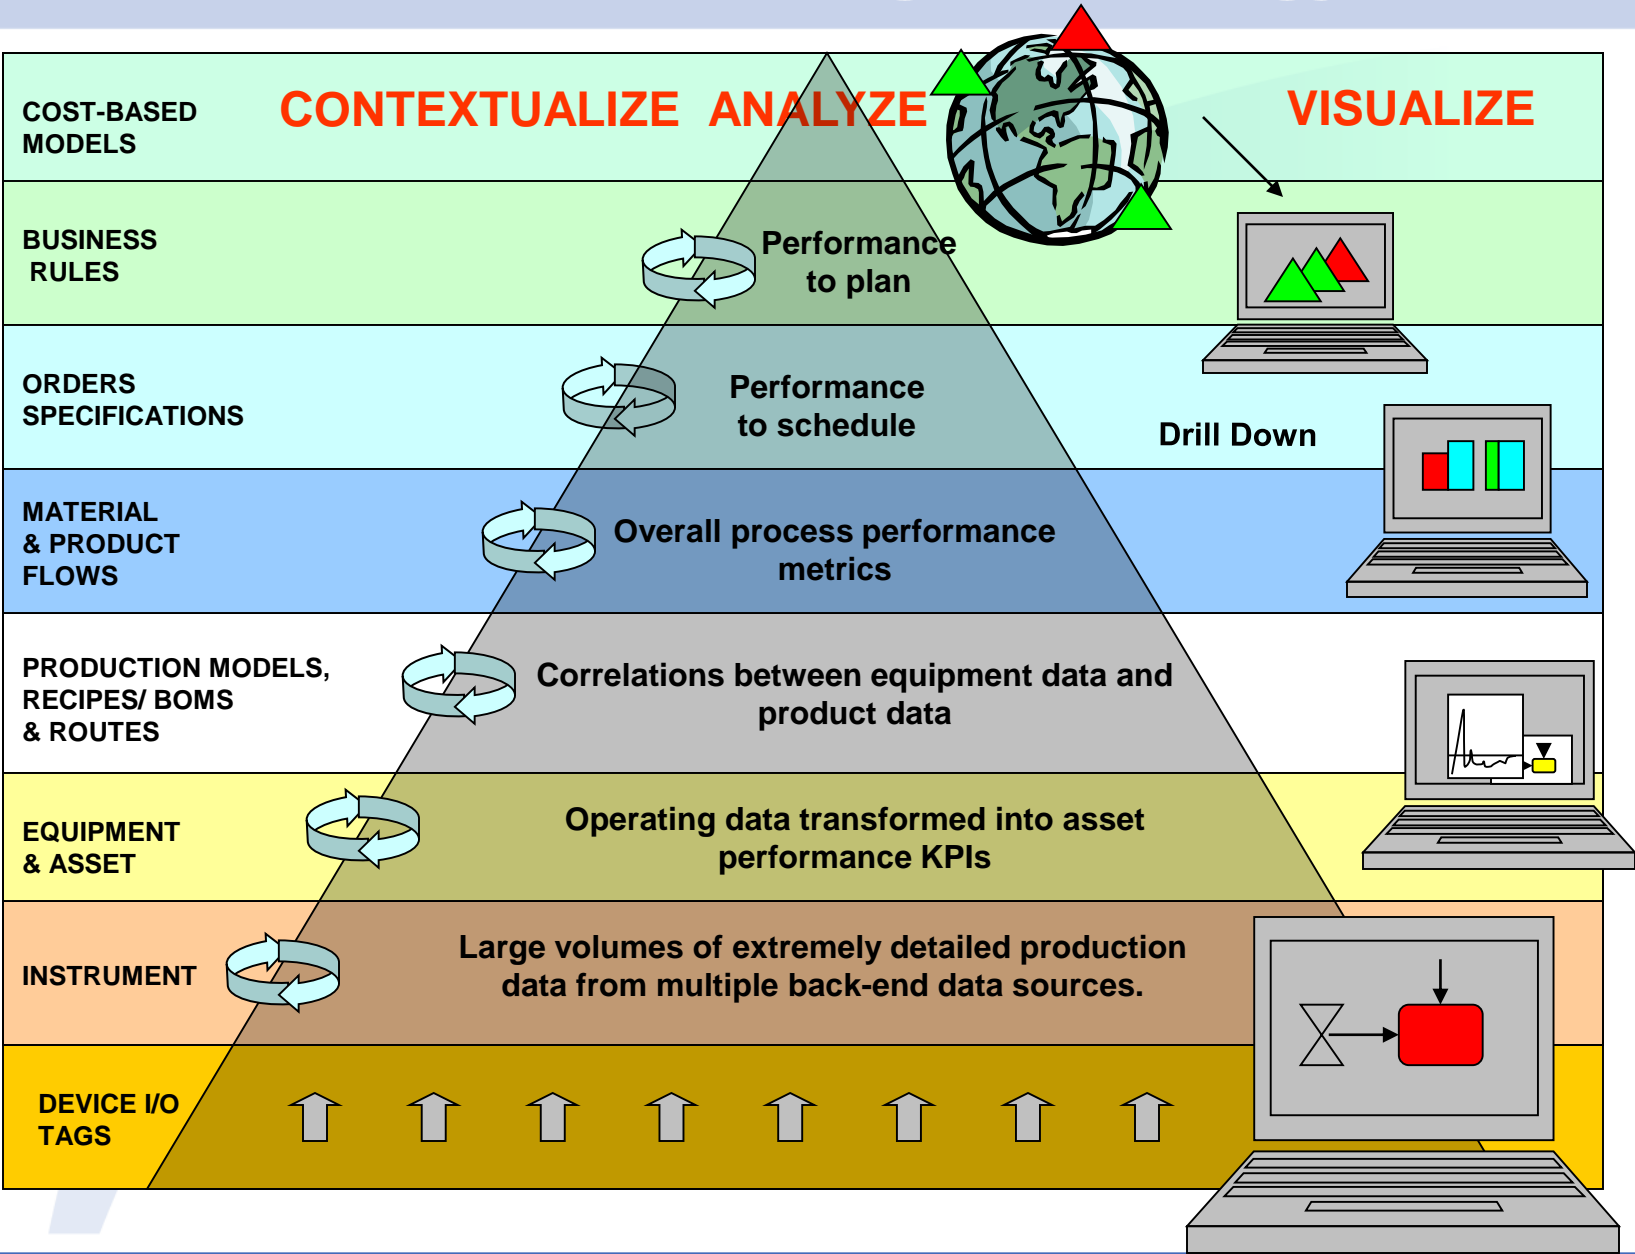 CONTEXTUALIZE ANALYZE VISUALIZE
COST-BASED
MODELS
BUSINESS
RULES
Performance
to plan
ORDERS
SPECIFICATIONS
Performance
to schedule
Drill Down
MATERIAL
& PRODUCT
FLOWS
Overall process performance
metrics
PRODUCTION MODELS,
RECIPES/ BOMS
& ROUTES
Correlations between equipment data and
product data
EQUIPMENT
& ASSET
Operating data transformed into asset
performance KPIs
INSTRUMENT
Large volumes of extremely detailed production
data from multiple back-end data sources.
DEVICE I/O
TAGS